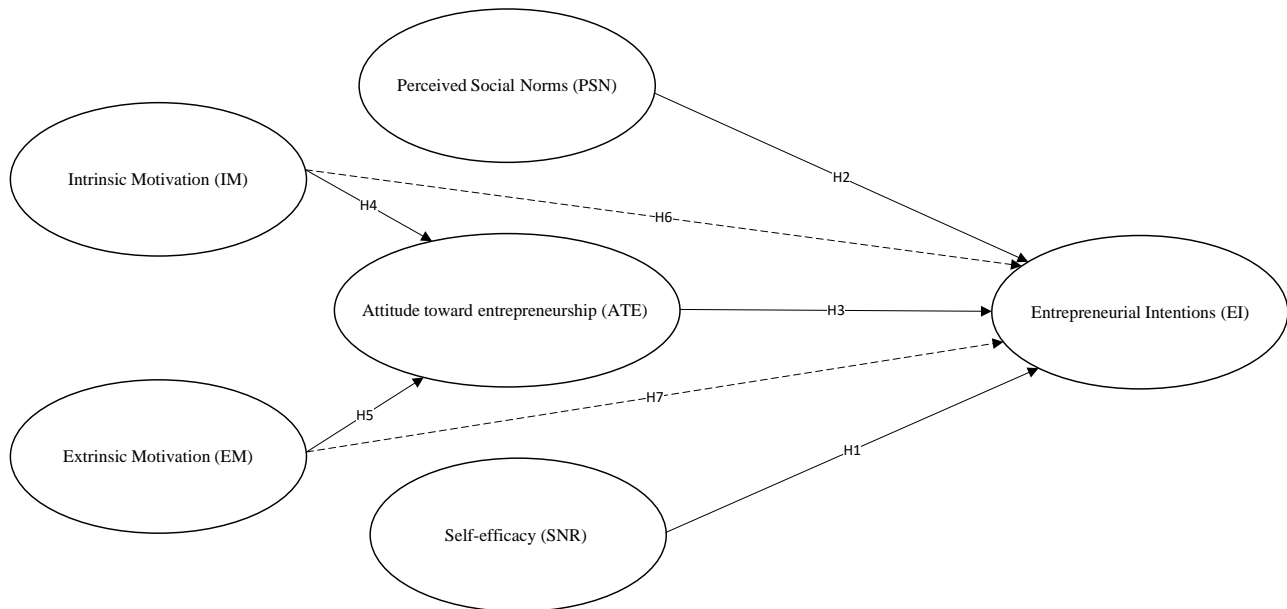 Perceived Social Norms (PSN)
Intrinsic Motivation (IM)
H2
H4
H6
Attitude toward entrepreneurship (ATE)
H3
Entrepreneurial Intentions (EI)
H7
H5
Extrinsic Motivation (EM)
H1
Self-efficacy (SNR)